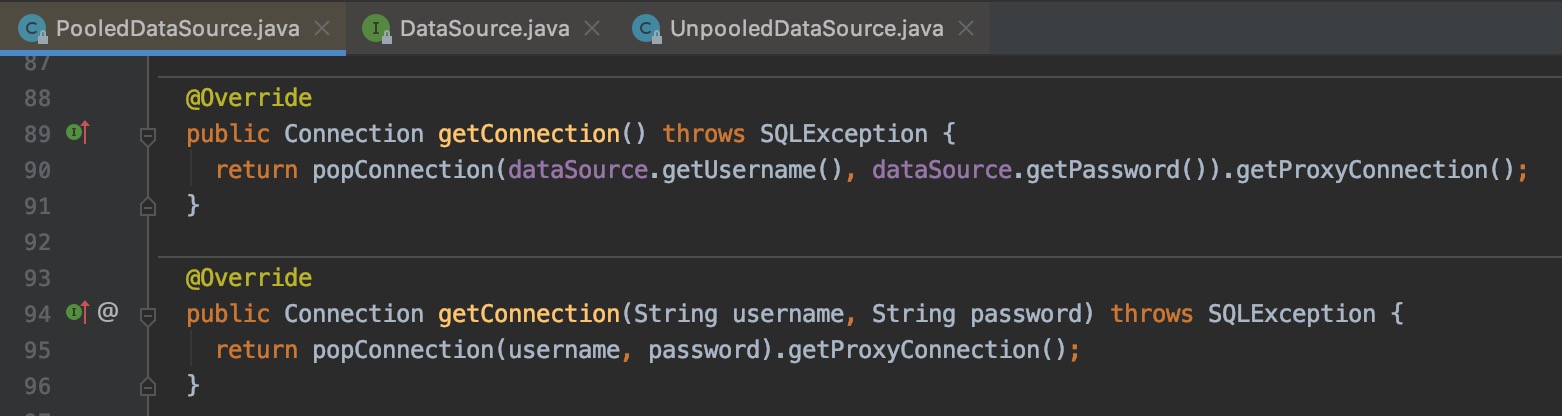 PooledDataSource.java DataSource.java UnpooledDataSource.java
87
88 @Override
89 public Connection getConnection() throws SQLException {
90 return popConnection(dataSource.getUsername(), dataSource.getPassword()).getProxyConnection();
91 }
92
93 @Override
94 @ public Connection getConnection(String username, String password) throws SQLException {
95 return popConnection(username, password).getProxyConnection();
96 }